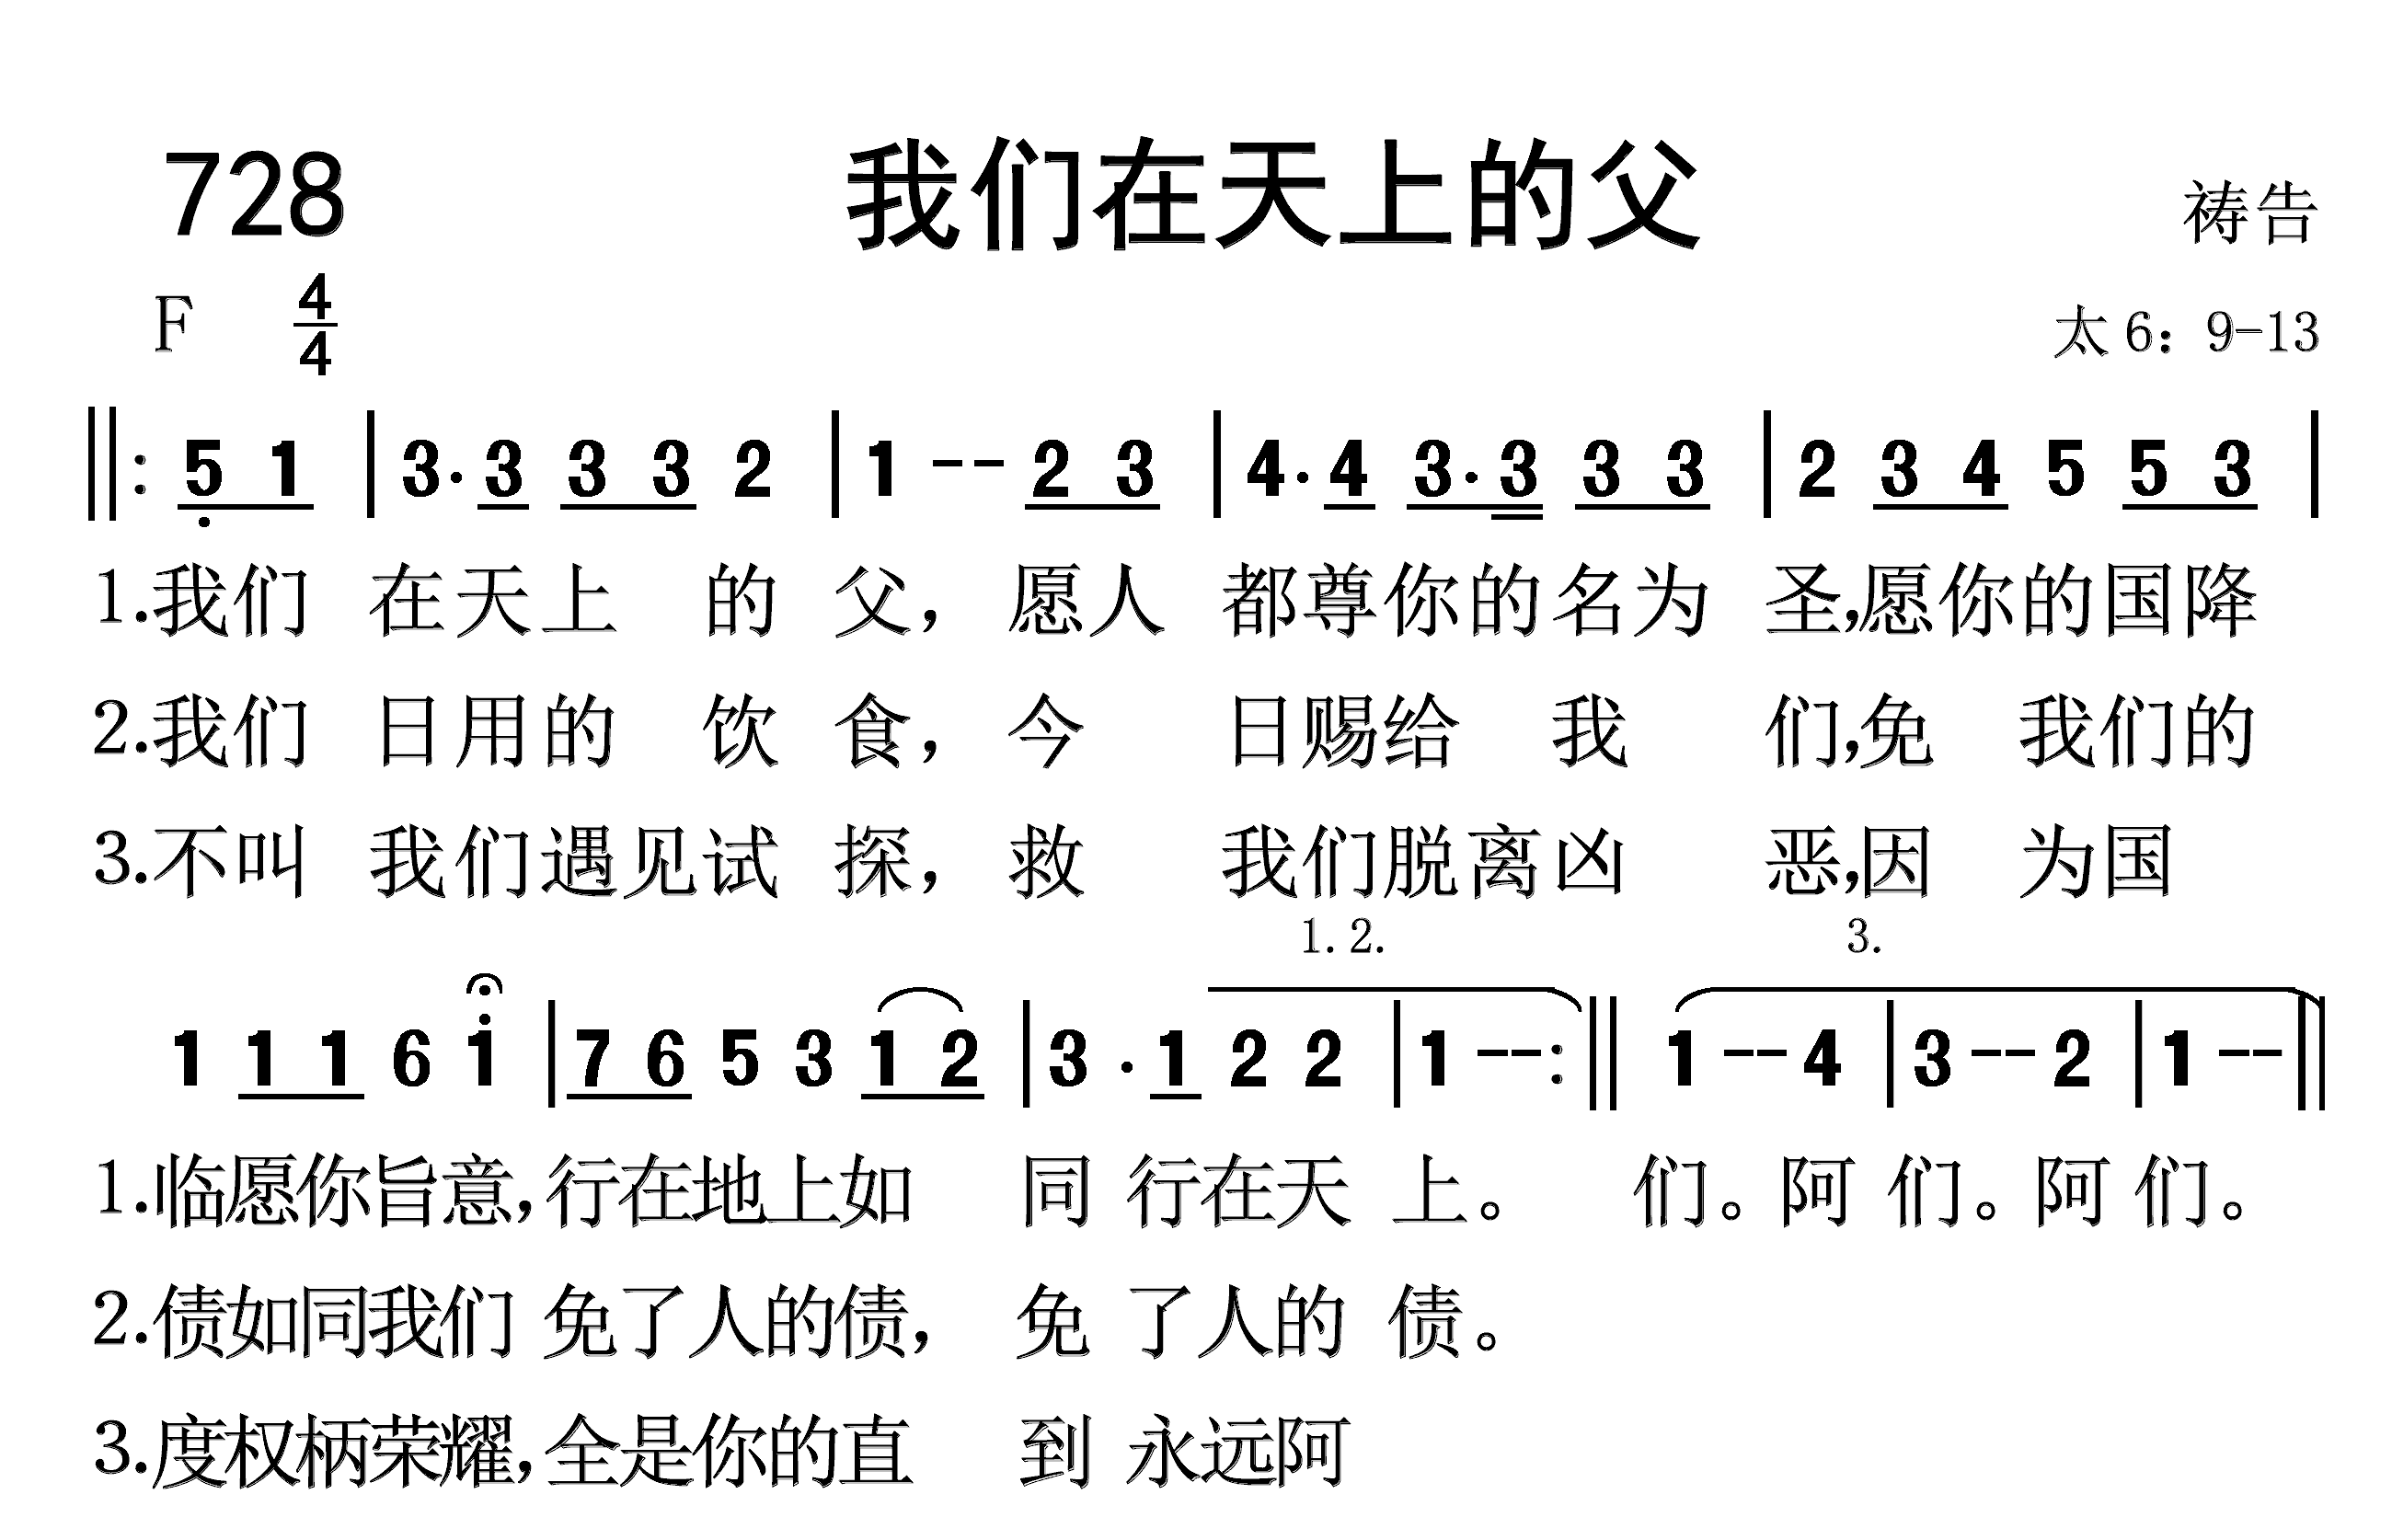 728 我们在天上的父 祷告
F 4/4 太 6：9-13
‖: 5̣ 1 | 3· 3 3 3 2 | 1 -- 2 3 | 4· 4 3· 3 3 3 | 2 3 4 5 5 3 |
1.我们 在天上 的 父，愿人 都尊你的名为 圣,愿你的国降
2.我们 日用的 饮 食，今 日赐给 我 们,免 我们的
3.不叫 我们遇见试 探，救 我们脱离凶 恶,因 为国
1.2. 3.
1 1 1 6 1̇ | 7 6 5 3 1 2 | 3 · 1 2 2 | 1 --:‖ 1 -- 4 | 3 -- 2 | 1 --‖
1.临愿你旨意,行在地上如 同 行在天 上。 们。阿 们。阿 们。
2.债如同我们 免了人的债， 免 了人的 债。
3.度权柄荣耀,全是你的直 到 永远阿